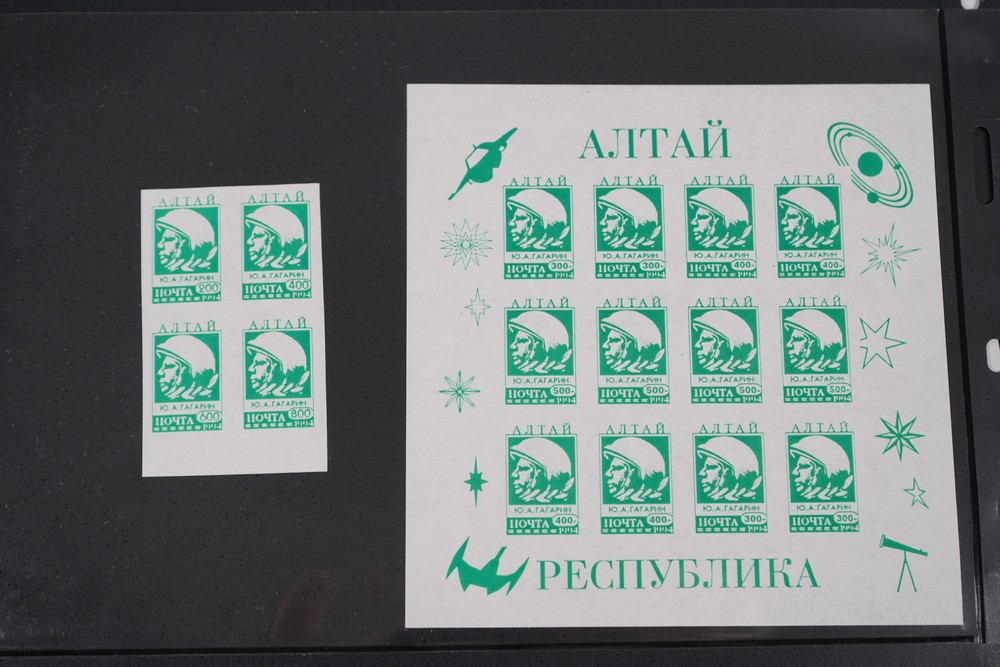 АЛТАЙ АЛТАЙ
Ю.А.ГАГАРИН Ю.А.ГАГАРИН
ПОЧТА 200 ПОЧТА 400
1994 1994
АЛТАЙ АЛТАЙ
Ю.А.ГАГАРИН Ю.А.ГАГАРИН
ПОЧТА 600 ПОЧТА 800
1994 1994
АЛТАЙ
АЛТАЙ АЛТАЙ АЛТАЙ АЛТАЙ
Ю.А.ГАГАРИН Ю.А.ГАГАРИН Ю.А.ГАГАРИН Ю.А.ГАГАРИН
ПОЧТА 300- ПОЧТА 300- ПОЧТА 400- ПОЧТА 400-
1994 1994 1994 1994
АЛТАЙ АЛТАЙ АЛТАЙ АЛТАЙ
Ю.А.ГАГАРИН Ю.А.ГАГАРИН Ю.А.ГАГАРИН Ю.А.ГАГАРИН
ПОЧТА 500- ПОЧТА 500- ПОЧТА 500- ПОЧТА 500-
1994 1994 1994 1994
АЛТАЙ АЛТАЙ АЛТАЙ АЛТАЙ
Ю.А.ГАГАРИН Ю.А.ГАГАРИН Ю.А.ГАГАРИН Ю.А.ГАГАРИН
ПОЧТА 400- ПОЧТА 400- ПОЧТА 300- ПОЧТА 300-
1994 1994 1994 1994
РЕСПУБЛИКА